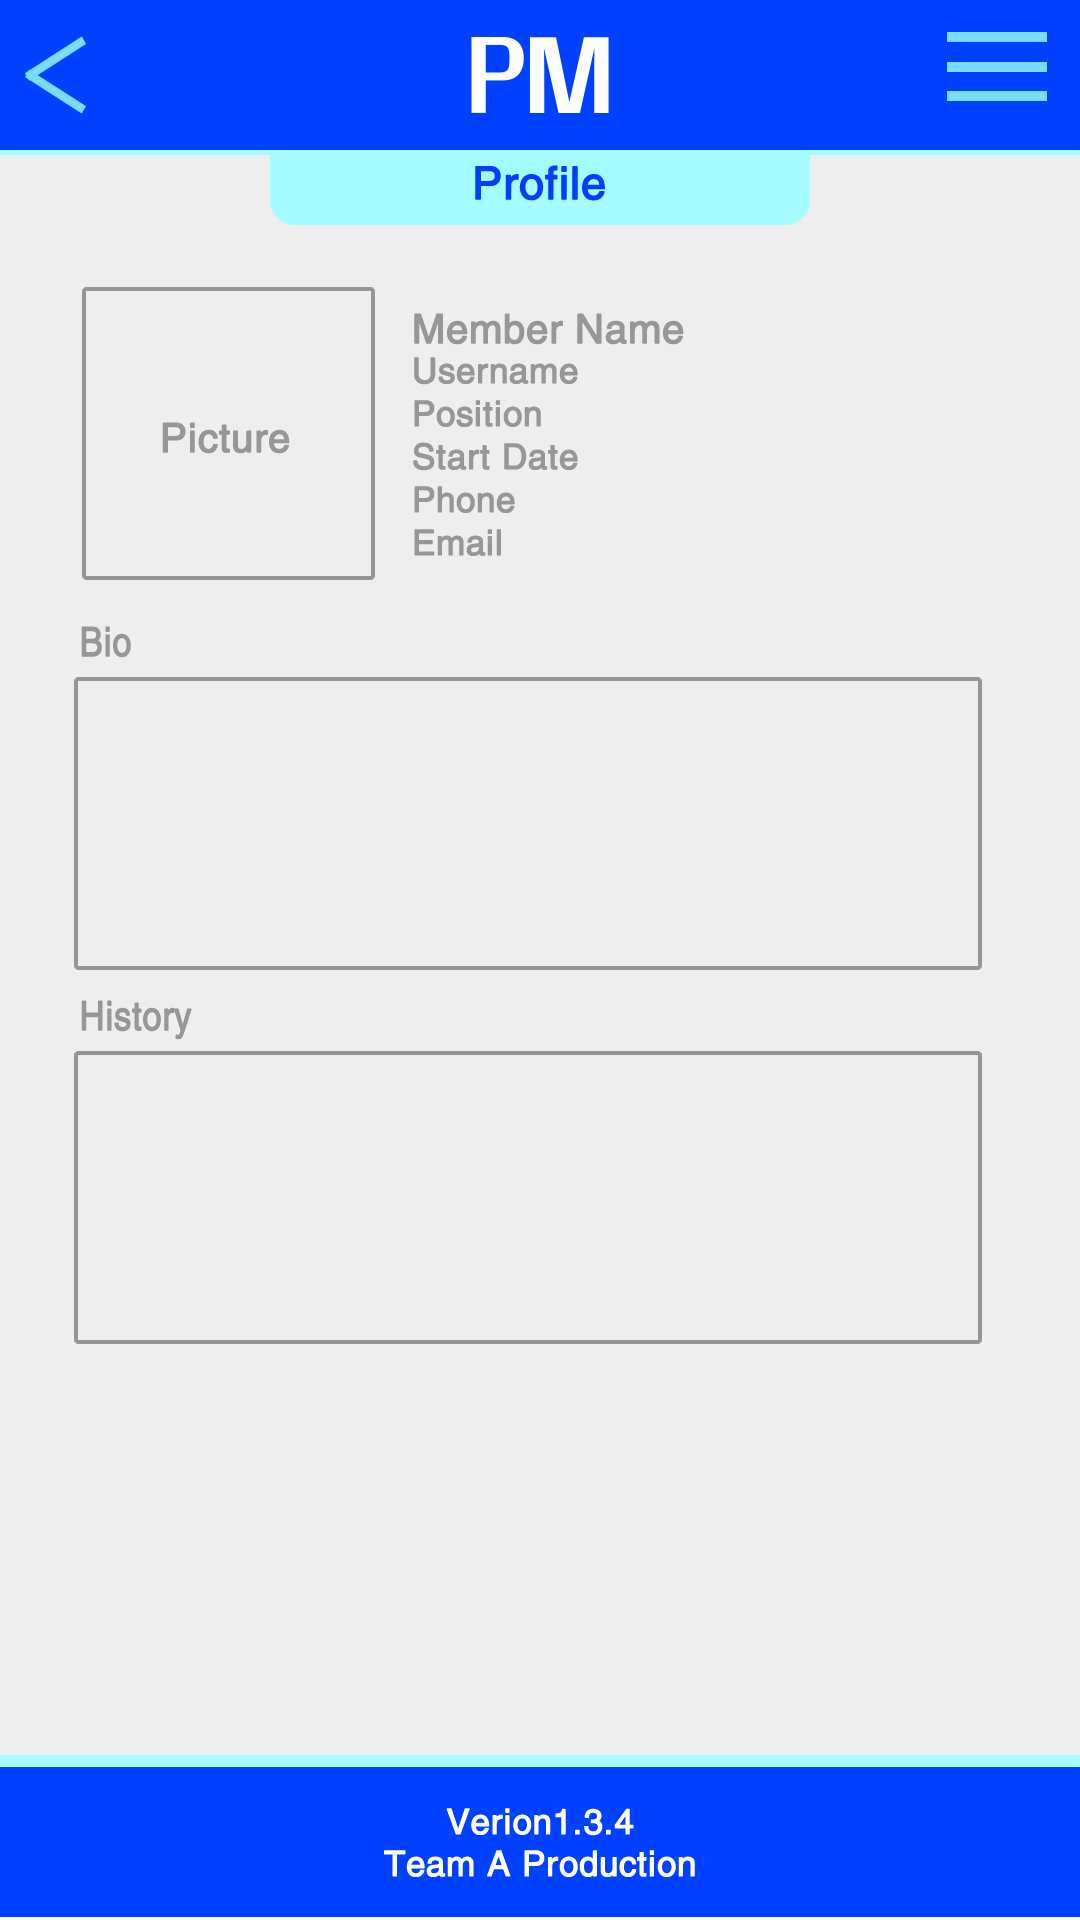 PM
Profile
Picture
Member Name
Username
Position
Start Date
Phone
Email
Bio
History
Verion1.3.4
Team A Production